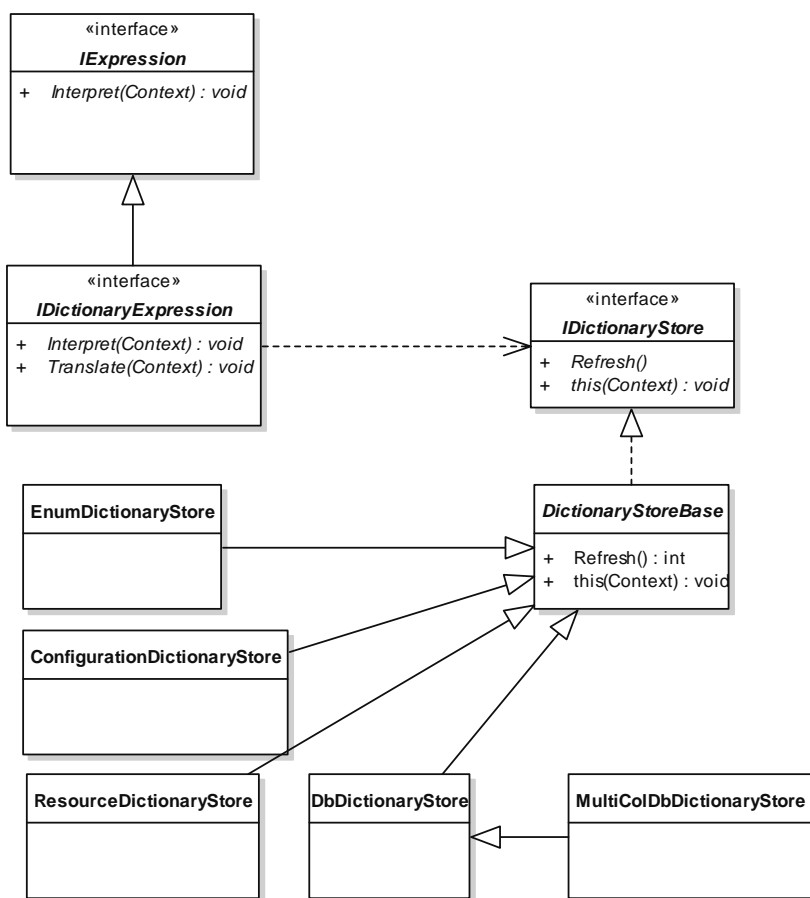 «interface»
IExpression
+ Interpret(Context) : void
«interface»
IDictionaryExpression
+ Interpret(Context) : void
+ Translate(Context) : void
«interface»
IDictionaryStore
+ Refresh()
+ this(Context) : void
EnumDictionaryStore
DictionaryStoreBase
+ Refresh() : int
+ this(Context) : void
ConfigurationDictionaryStore
ResourceDictionaryStore
DbDictionaryStore
MultiColDbDictionaryStore